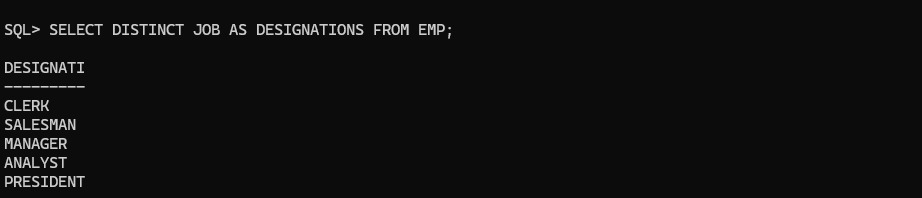 SQL> SELECT DISTINCT JOB AS DESIGNATIONS FROM EMP;
DESIGNATI
---------
CLERK
SALESMAN
MANAGER
ANALYST
PRESIDENT